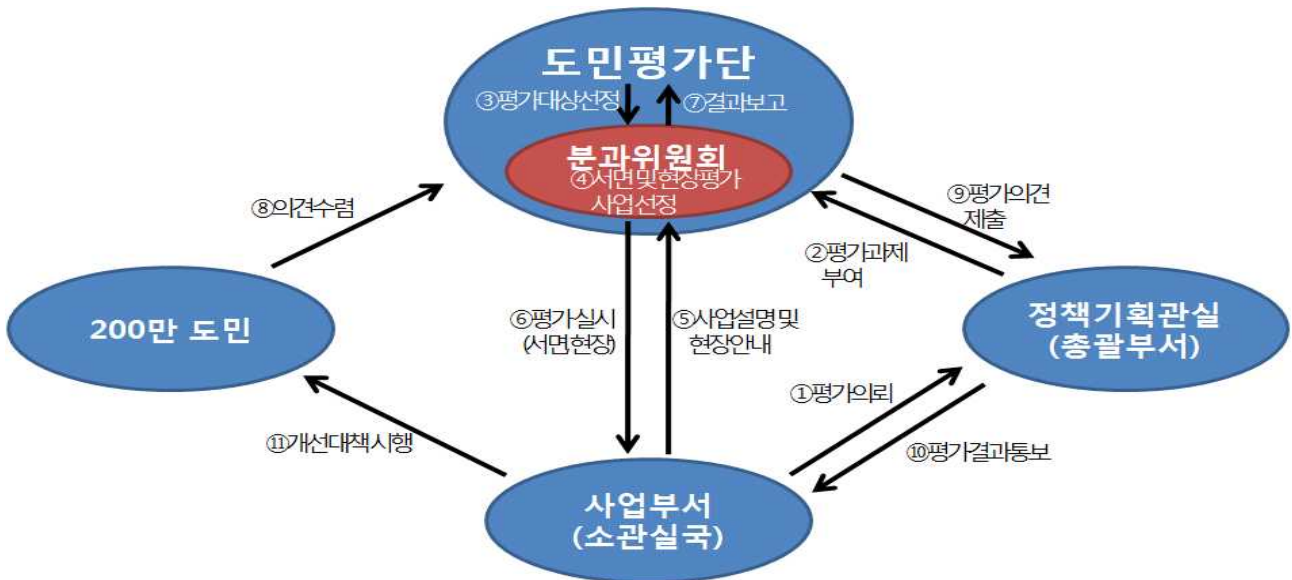 도민평가단
③평가대상선정
⑦결과보고
분과위원회
④서면 및 현장평가
사업 선정
⑧의견수렴
⑨평가의견
제출
②평가과제
부여
200만 도민
⑥평가실시
(서면,현장)
⑤사업설명 및
현장안내
정책기획관실
(총괄부서)
①평가의뢰
⑪개선대책 시행
⑩평가결과통보
사업부서
(소관실국)